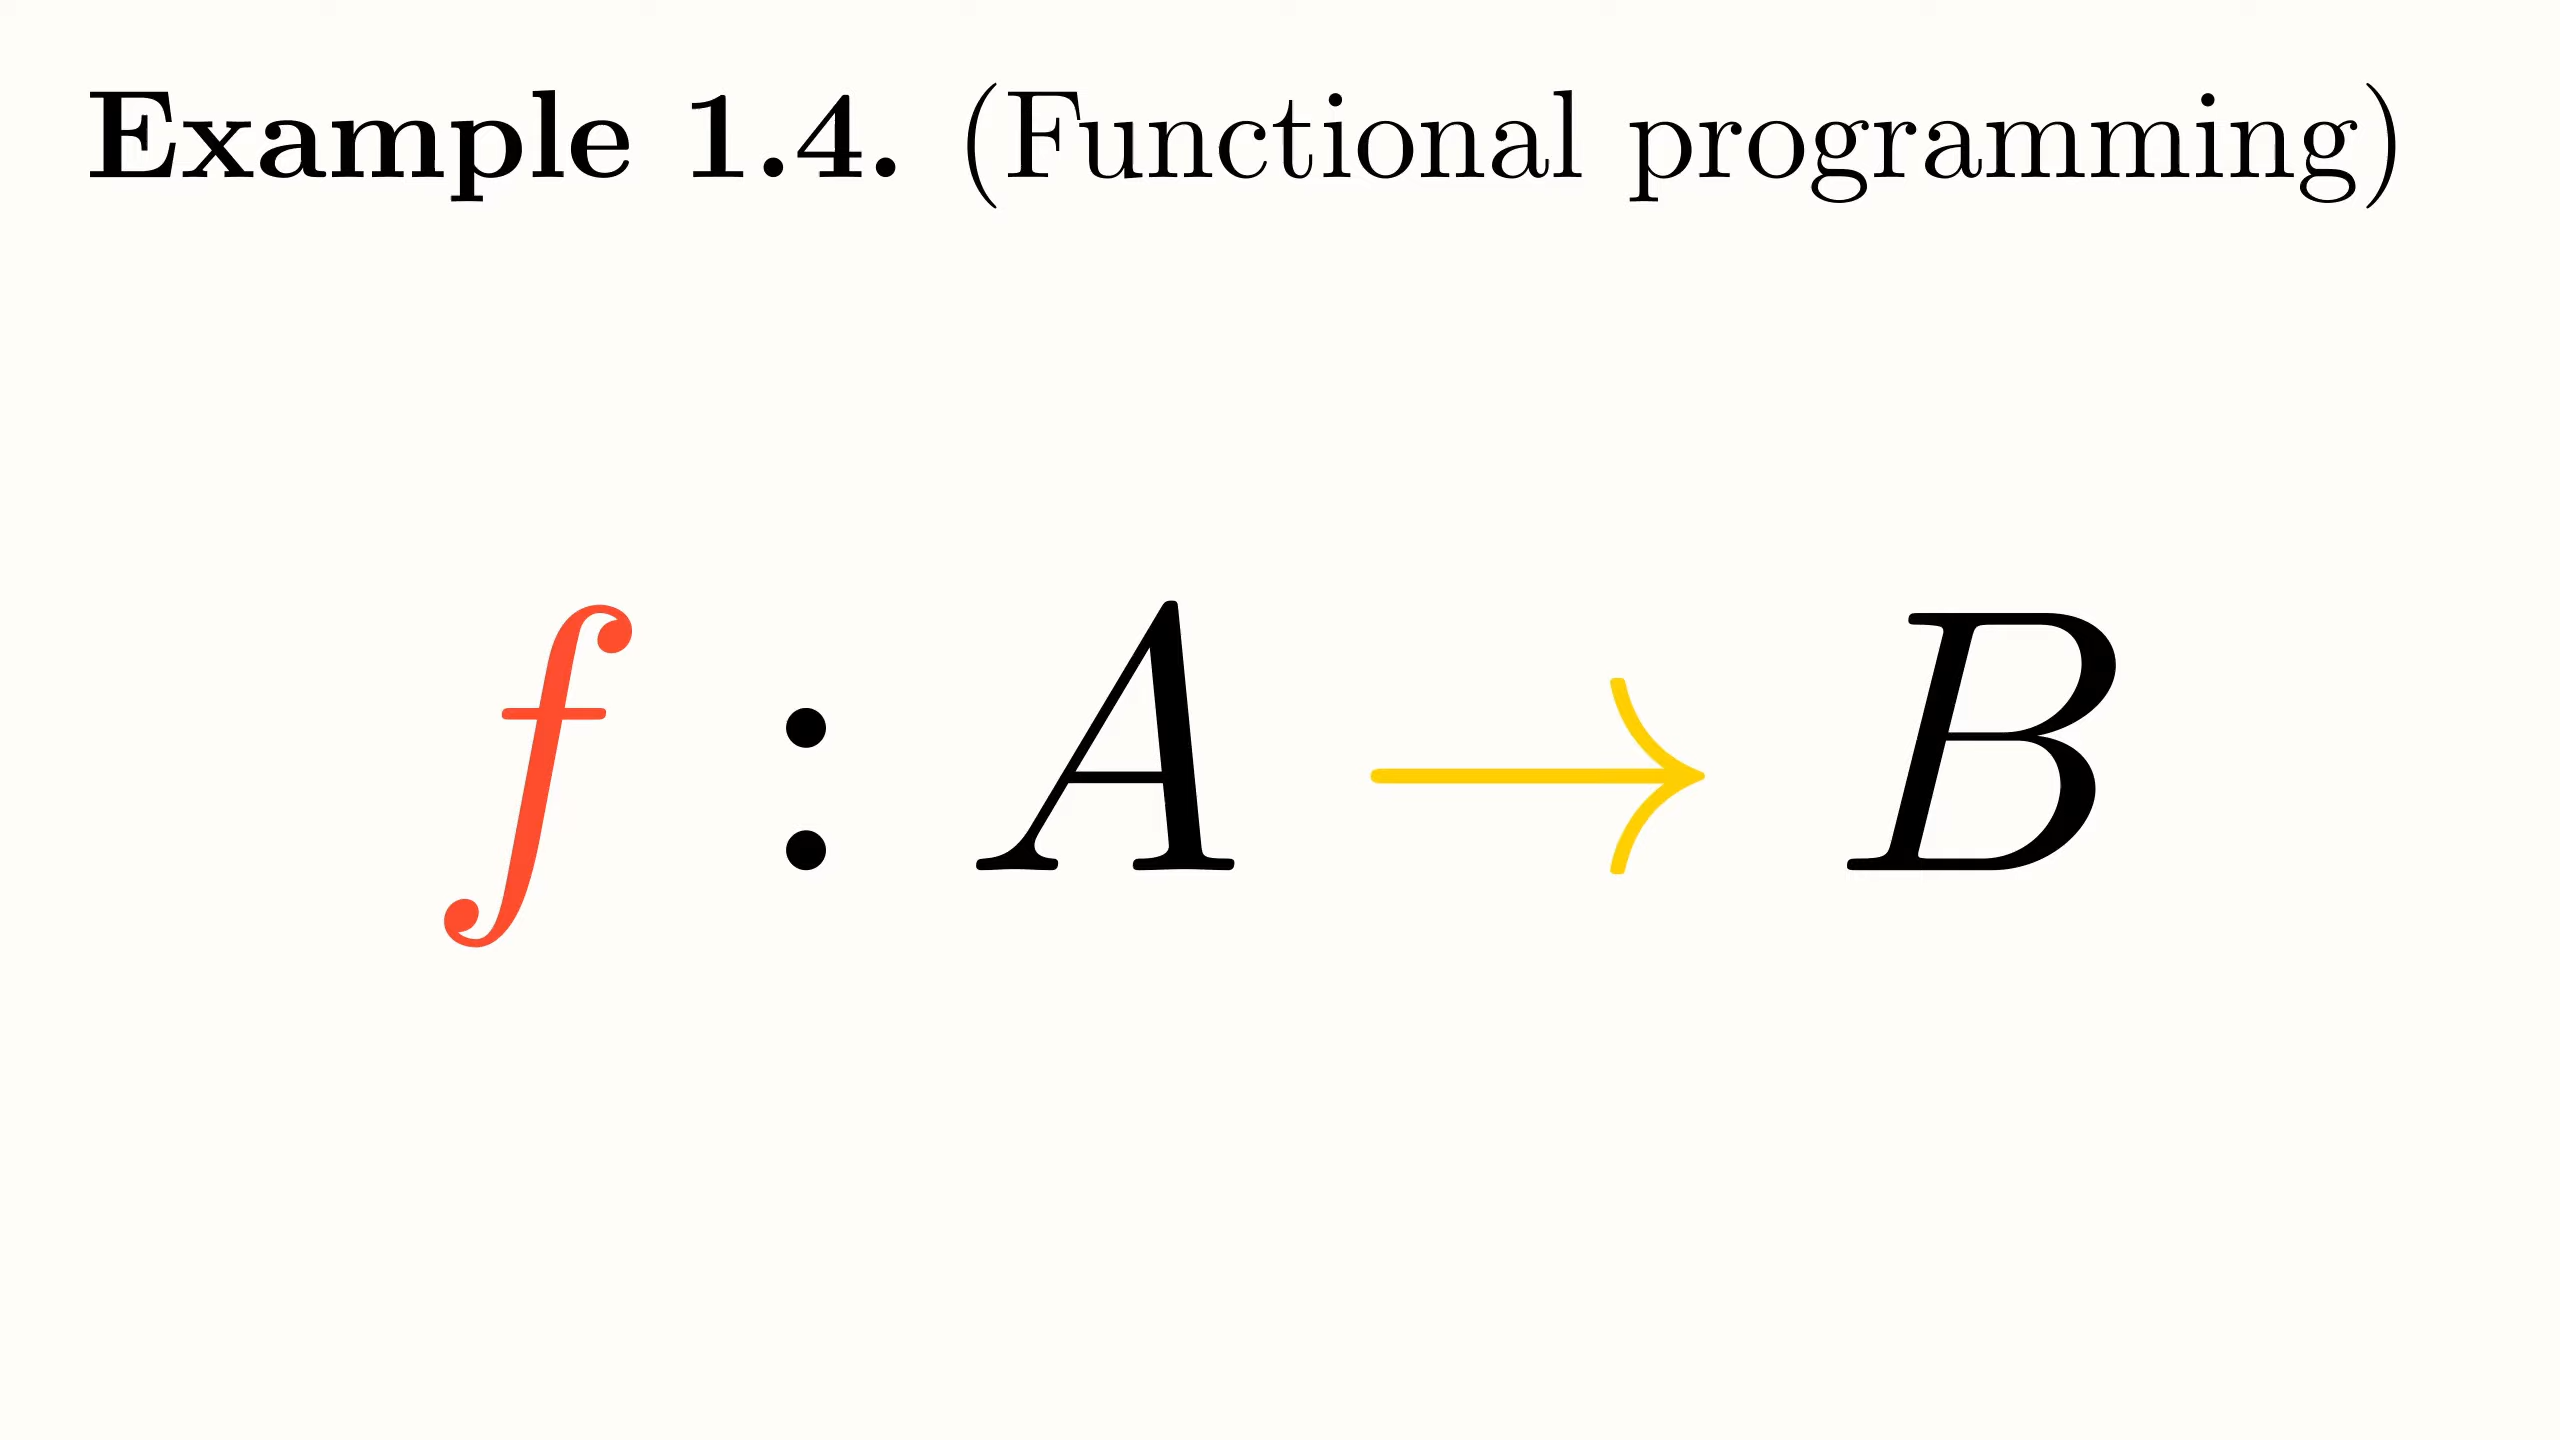 Example 1.4. (Functional programming)
f : A → B